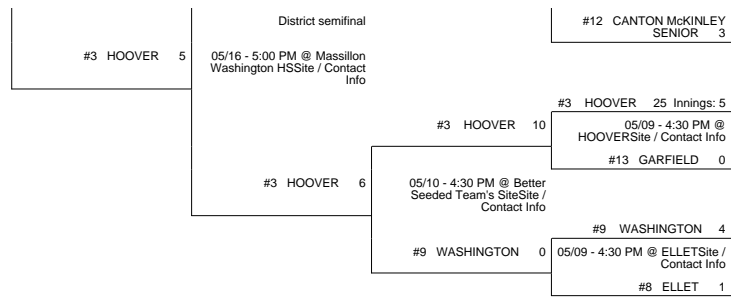 District semifinal
#12 CANTON McKINLEY
SENIOR 3
#3 HOOVER 5
05/16 - 5:00 PM @ Massillon
Washington HSSite / Contact
Info
#3 HOOVER 25 Innings: 5
#3 HOOVER 10
05/09 - 4:30 PM @
HOOVERSite / Contact Info
#13 GARFIELD 0
#3 HOOVER 6
05/10 - 4:30 PM @ Better
Seeded Team's SiteSite /
Contact Info
#9 WASHINGTON 4
#9 WASHINGTON 0
05/09 - 4:30 PM @ ELLETSite /
Contact Info
#8 ELLET 1